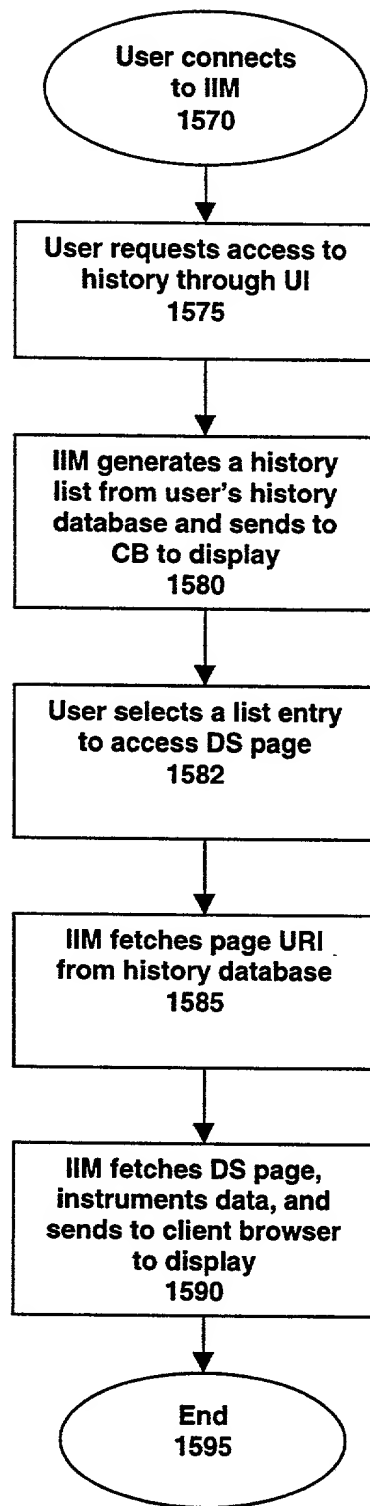 User connects
to IIM
1570
User requests access to
history through UI
1575
IIM generates a history
list from user's history
database and sends to
CB to display
1580
User selects a list entry
to access DS page
1582
IIM fetches page URI
from history database
1585
IIM fetches DS page,
instruments data, and
sends to client browser
to display
1590
End
1595